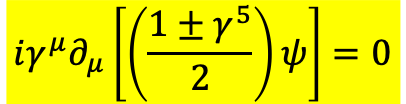 iγ^μ∂_μ [((1 ± γ^5)/2) ψ] = 0